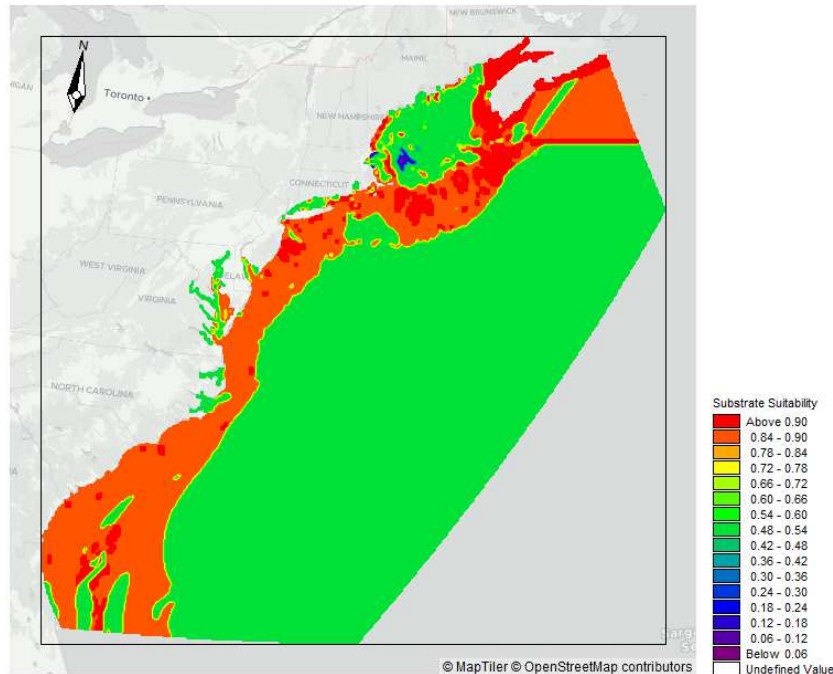 NEW BRUNSWICK
N
MAINE
Toronto
NEW HAMPSHIRE
CONNECTICUT
PENNSYLVANIA
WEST VIRGINIA
VIRGINIA
NORTH CAROLINA
Substrate Suitability
Above 0.90
0.84 - 0.90
0.78 - 0.84
0.72 - 0.78
0.66 - 0.72
0.60 - 0.66
0.54 - 0.60
0.48 - 0.54
0.42 - 0.48
0.36 - 0.42
0.30 - 0.36
0.24 - 0.30
0.18 - 0.24
0.12 - 0.18
0.06 - 0.12
Below 0.06
Undefined Value
© MapTiler © OpenStreetMap contributors